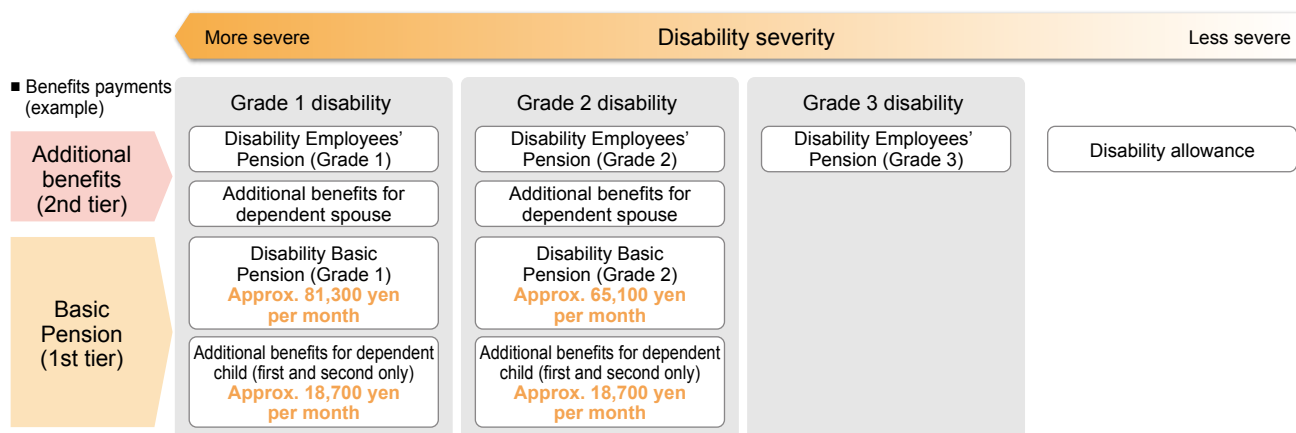 More severe
Disability severity
Less severe
■ Benefits payments
(example)
Grade 1 disability
Grade 2 disability
Grade 3 disability
Additional
benefits
(2nd tier)
Disability Employees'
Pension (Grade 1)
Disability Employees'
Pension (Grade 2)
Disability Employees'
Pension (Grade 3)
Disability allowance
Additional benefits for
dependent spouse
Additional benefits for
dependent spouse
Basic
Pension
(1st tier)
Disability Basic
Pension (Grade 1)
Approx. 81,300 yen
per month
Disability Basic
Pension (Grade 2)
Approx. 65,100 yen
per month
Additional benefits for dependent
child (first and second only)
Approx. 18,700 yen
per month
Additional benefits for dependent
child (first and second only)
Approx. 18,700 yen
per month